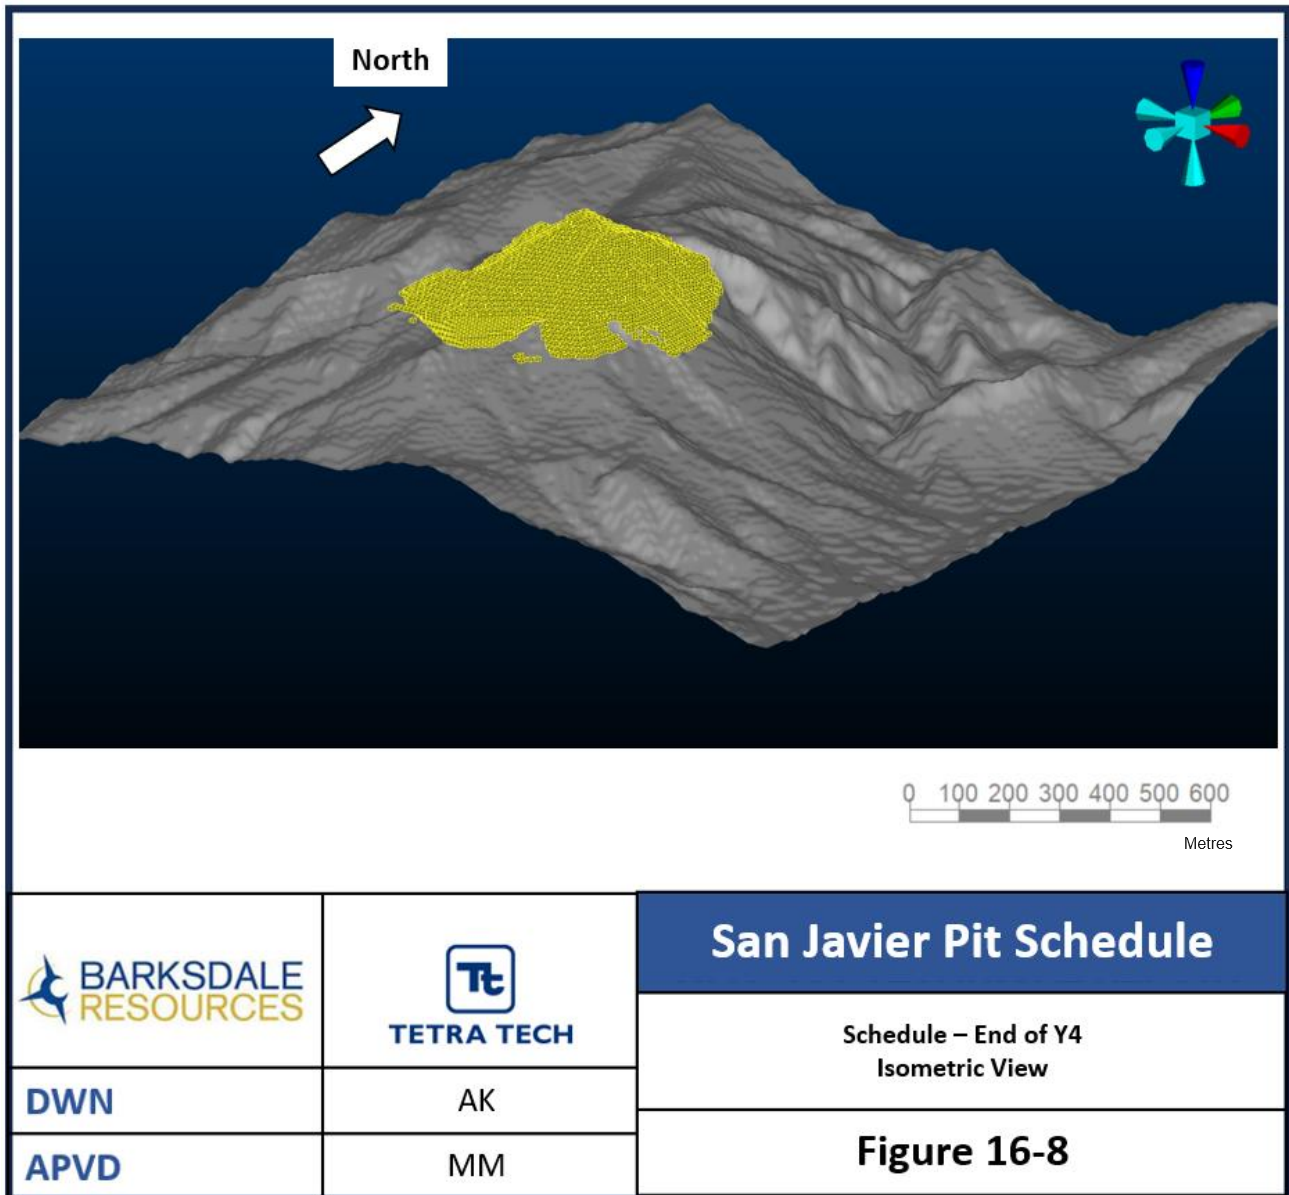 North
0 100 200 300 400 500 600
Metres
BARKSDALE
RESOURCES
Tt
TETRA TECH
San Javier Pit Schedule
Schedule – End of Y4
Isometric View
DWN
AK
Figure 16-8
APVD
MM